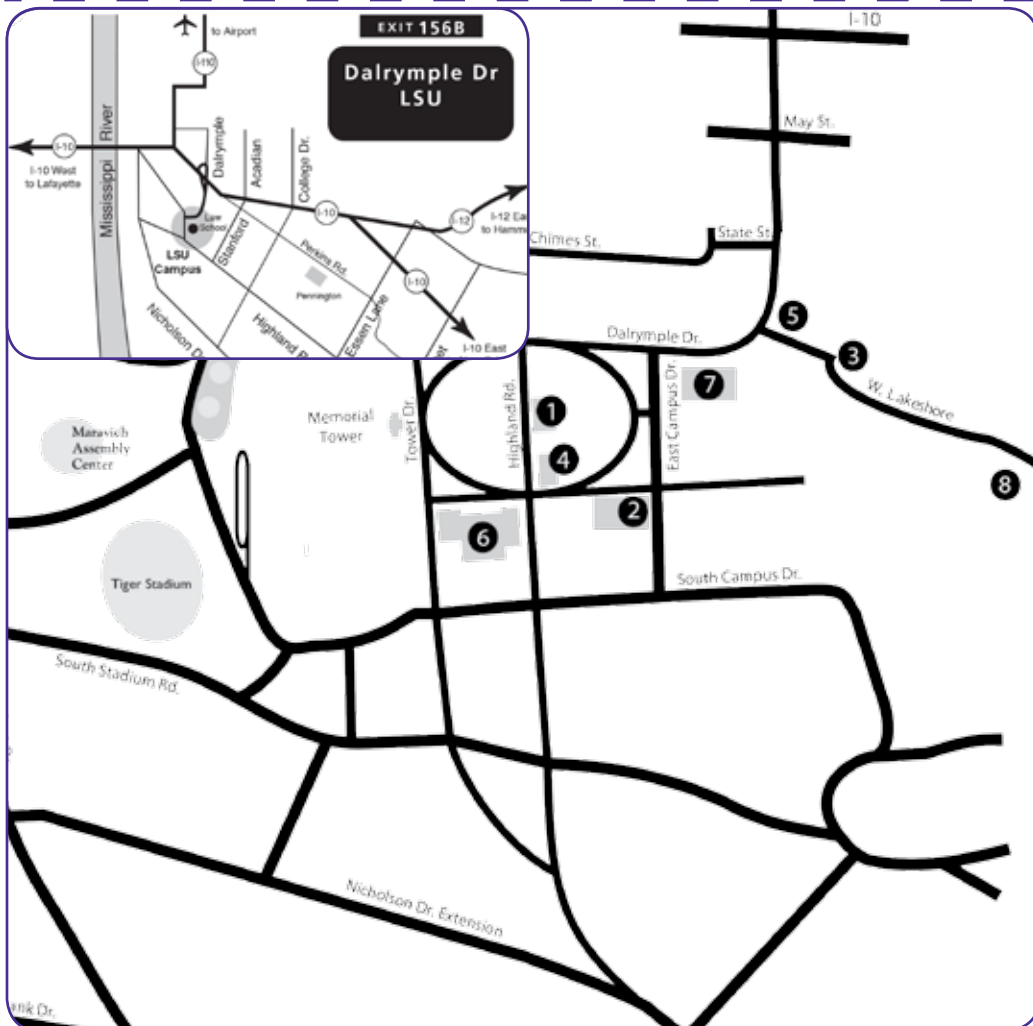 to Airport
EXIT 156B
Dalrymple Dr
LSU
I-110
I-10
I-10 West
to Lafayette
Mississippi River
Dalrymple
Acadian
College Dr.
I-10
I-12
I-12
to
Law
School
LSU
Campus
Stanford
Perkins Rd.
Pennington
I-10
Nicholson
Highland
Essen Lane
I-10 East
I-10
May St.
State St.
Chimes St.
Dalrymple Dr.
5
3
W. Lakeshore
7
East Campus Dr.
Highland Rd.
1
Memorial
Tower
Tower Dr.
4
8
2
6
Maravich
Assembly
Center
Tiger Stadium
South Campus Dr.
South Stadium Rd.
Nicholson Dr. Extension
Dr.